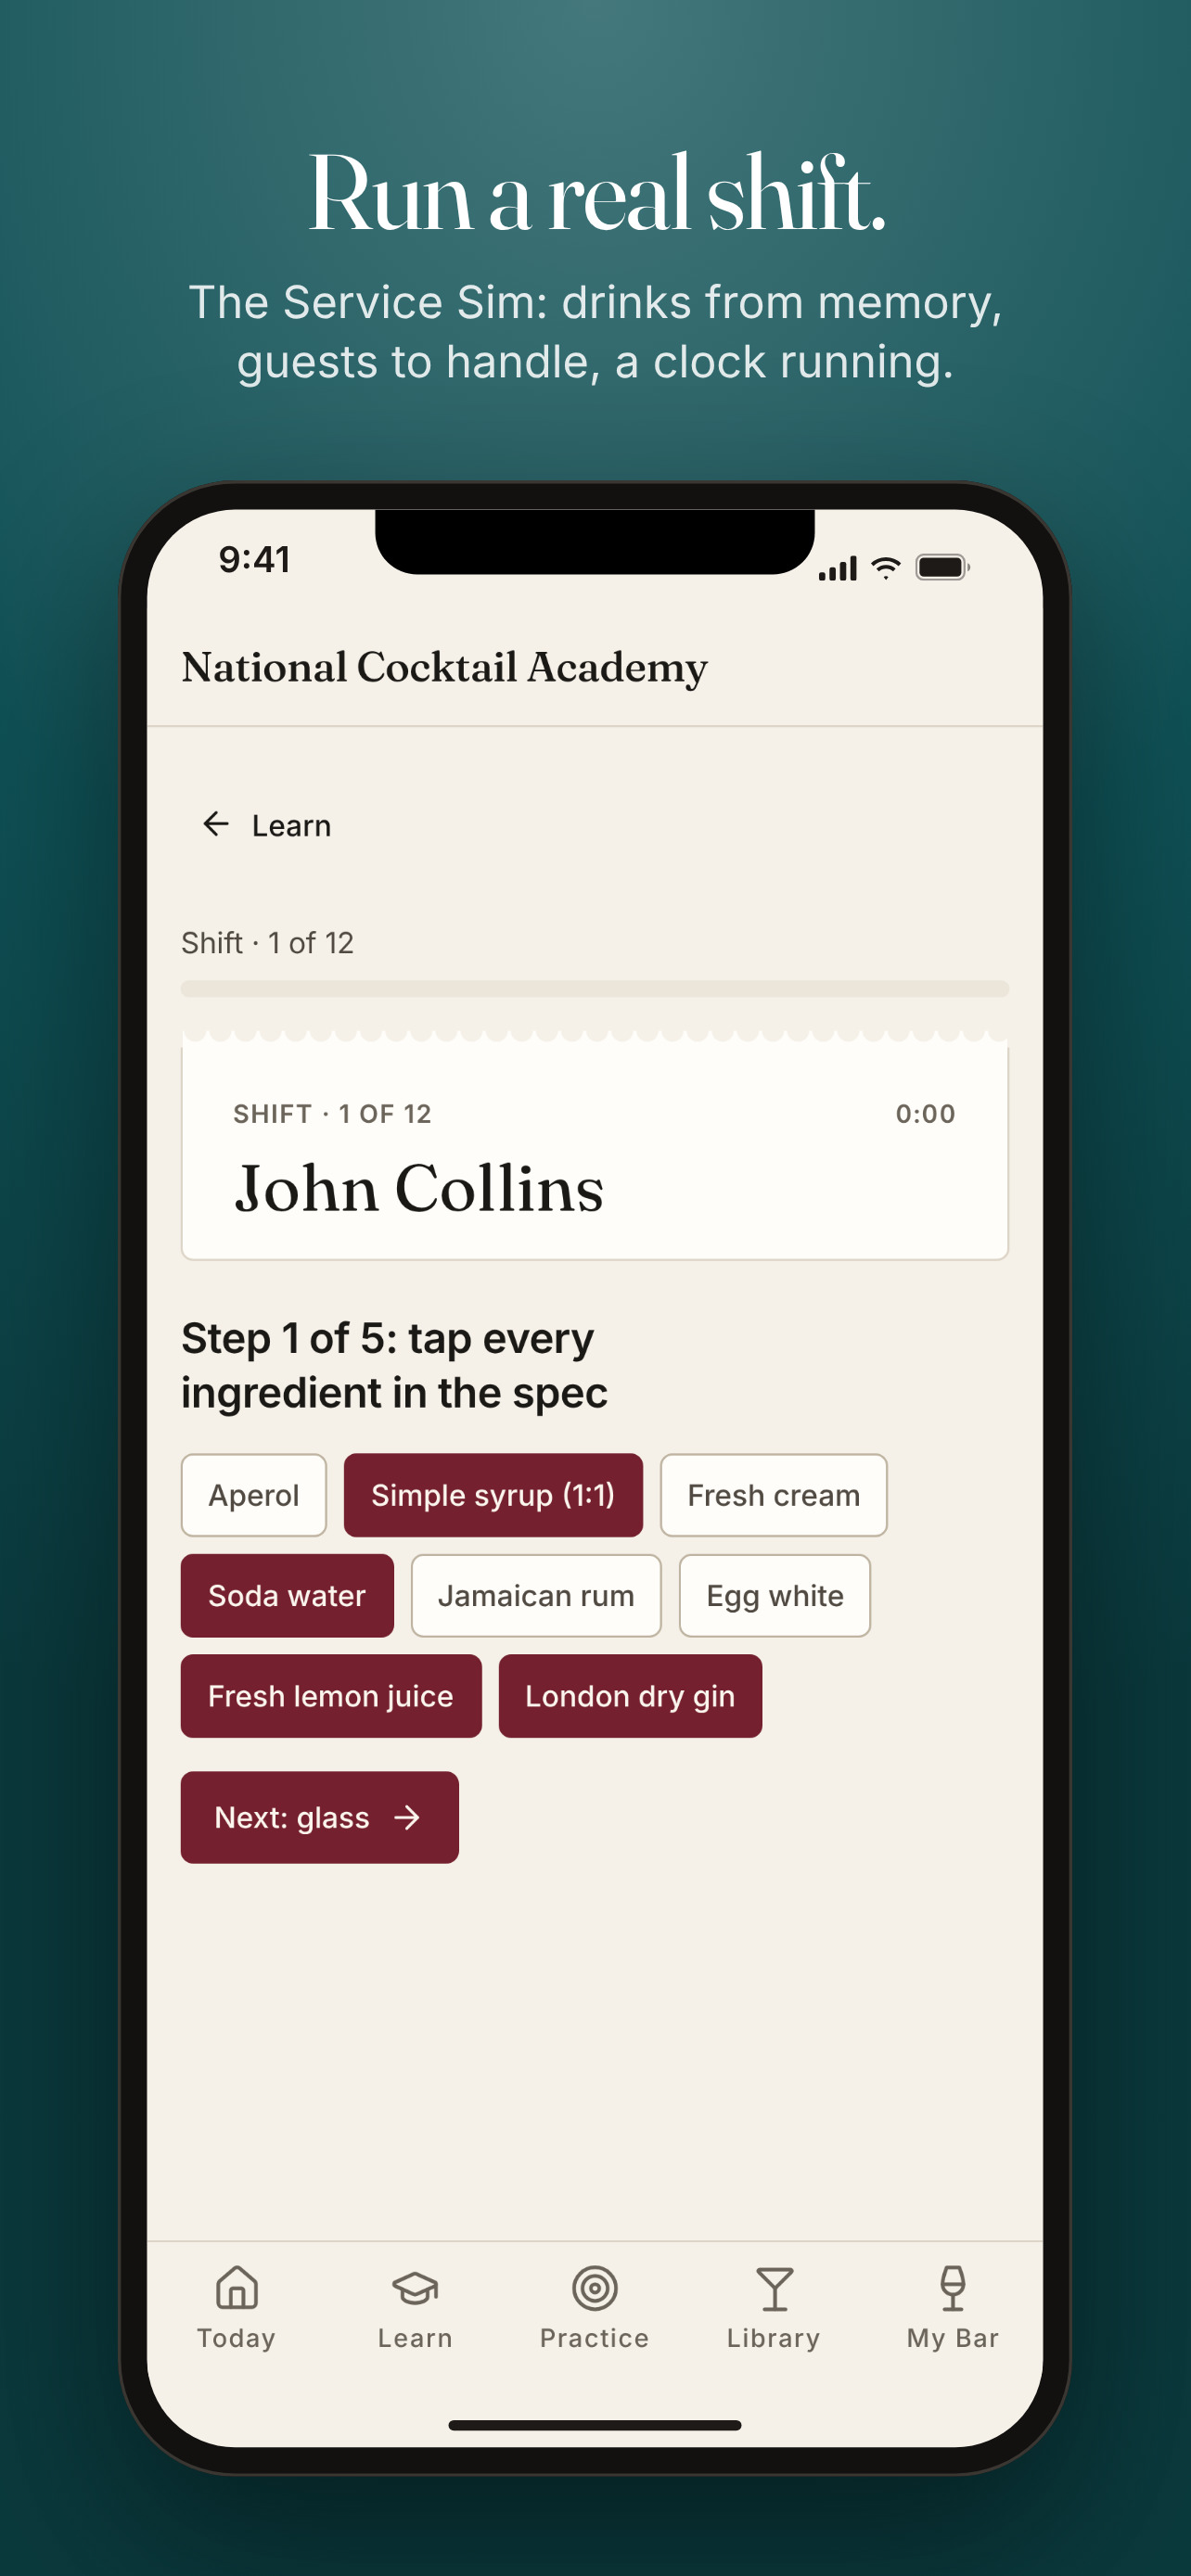 Run a real shift.
The Service Sim: drinks from memory,
guests to handle, a clock running.
9:41
National Cocktail Academy
← Learn
Shift · 1 of 12
SHIFT · 1 OF 12 0:00
John Collins
Step 1 of 5: tap every
ingredient in the spec
Aperol Simple syrup (1:1) Fresh cream
Soda water Jamaican rum Egg white
Fresh lemon juice London dry gin
Next: glass →
Today Learn Practice Library My Bar